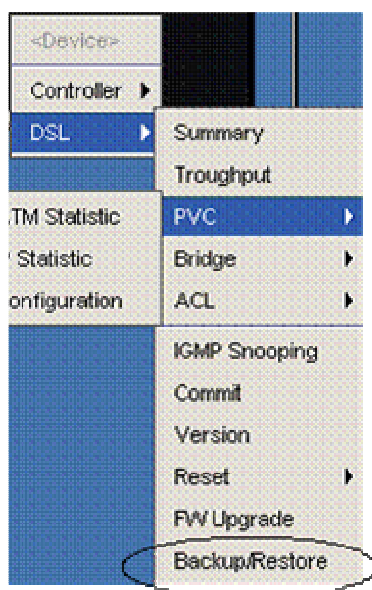 <Device>
Controller
DSL
Summary
Troughput
PVC
Bridge
ACL
IGMP Snooping
Commit
Version
Reset
FW Upgrade
Backup/Restore
TM Statistic
Statistic
onfiguration